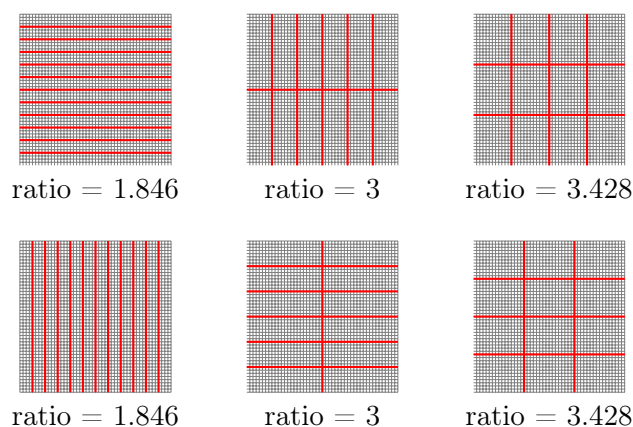 ratio = 1.846
ratio = 3
ratio = 3.428
ratio = 1.846
ratio = 3
ratio = 3.428